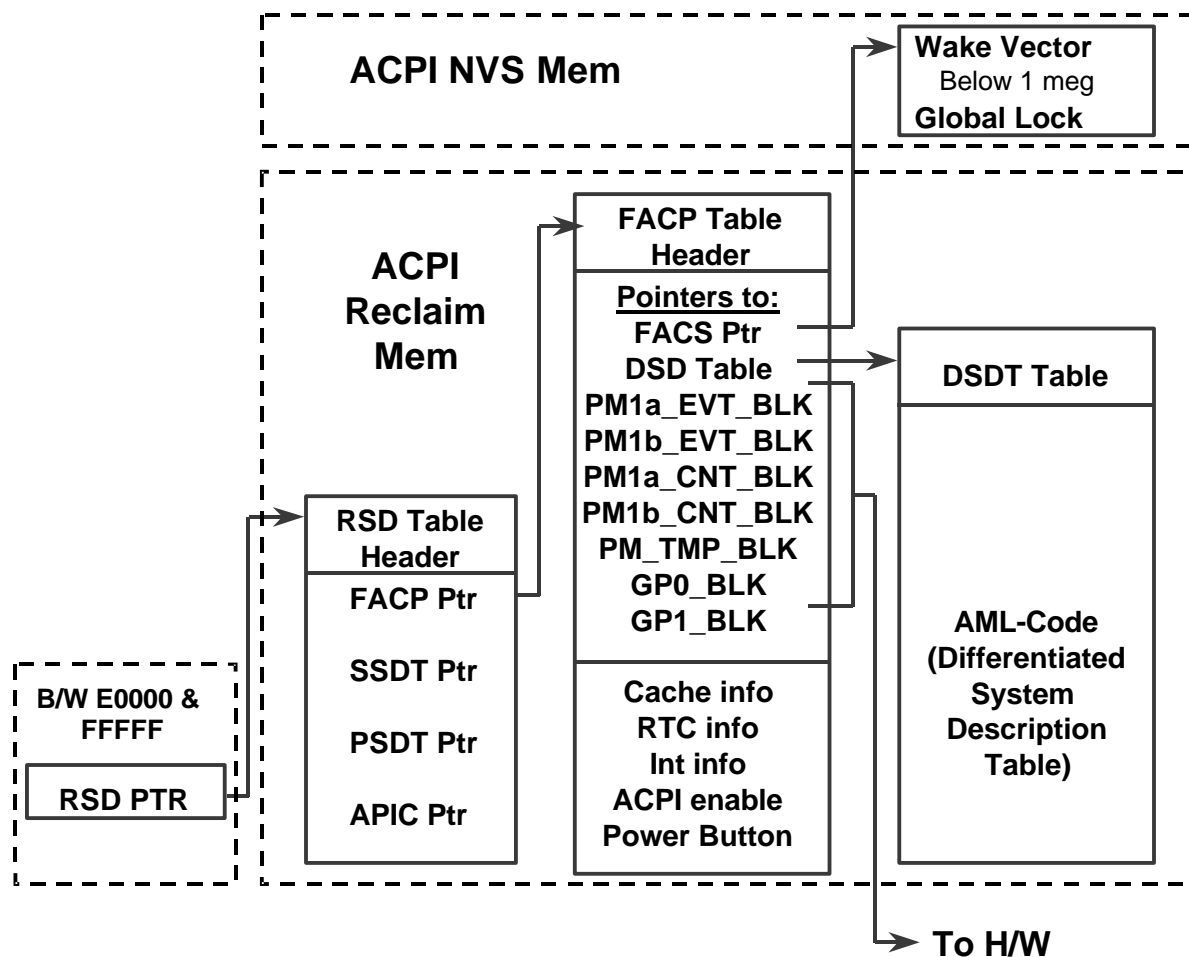 ACPI NVS Mem
Wake Vector
Below 1 meg
Global Lock
ACPI
Reclaim
Mem
FACP Table
Header
Pointers to:
FACS Ptr
DSD Table
PM1a_EVT_BLK
PM1b_EVT_BLK
PM1a_CNT_BLK
PM1b_CNT_BLK
PM_TMP_BLK
GP0_BLK
GP1_BLK
Cache info
RTC info
Int info
ACPI enable
Power Button
DSDT Table
AML-Code
(Differentiated
System
Description
Table)
RSD Table
Header
FACP Ptr
SSDT Ptr
PSDT Ptr
APIC Ptr
B/W E0000 &
FFFFF
RSD PTR
To H/W